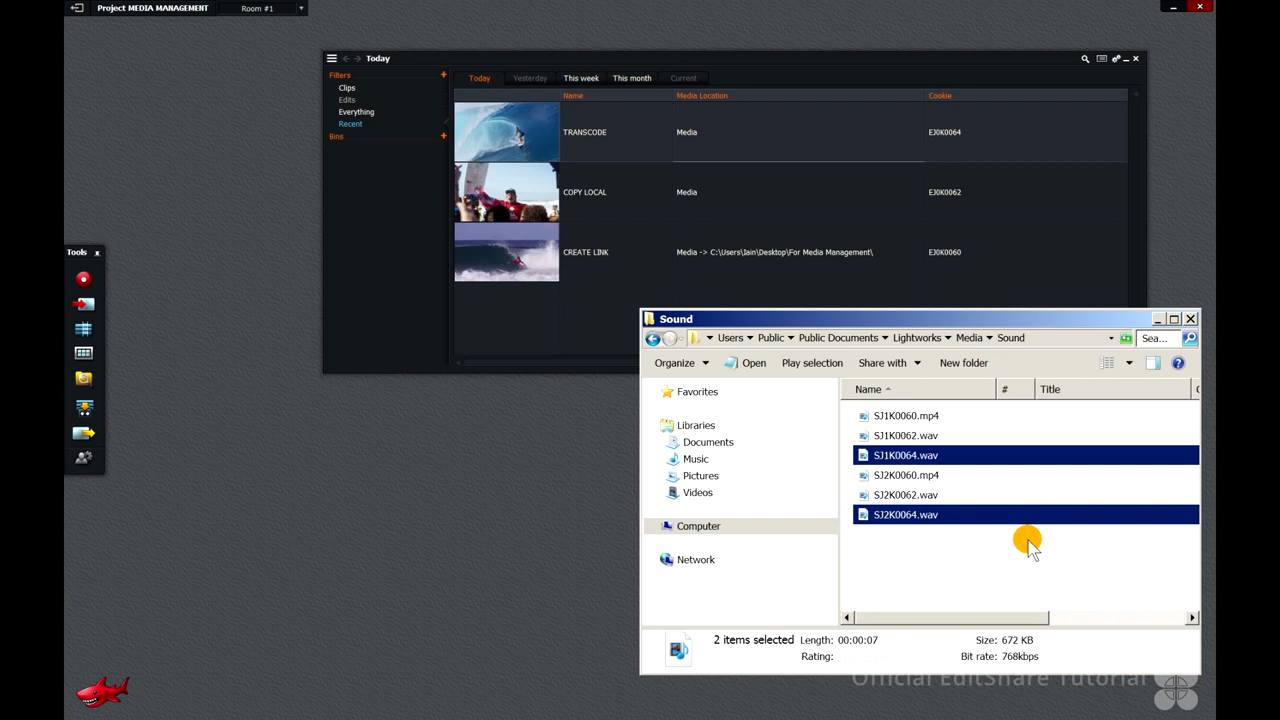 Project MEDIA MANAGEMENT Room #1
Today
Filters +
Clips
Edits
Everything
Recent
Bins +
Today Yesterday This week This month Current
Name Media Location Cookie
TRANSCODE Media EJ0K0064
COPY LOCAL Media EJ0K0062
CREATE LINK Media -> C:\Users\Iain\Desktop\For Media Management\ EJ0K0060
Tools
Sound
Users Public Public Documents Lightworks Media Sound Sea...
Organize Open Play selection Share with New folder
Favorites
Libraries
Documents
Music
Pictures
Videos
Computer
Network
Name # Title
SJ1K0060.mp4
SJ1K0062.wav
SJ1K0064.wav
SJ2K0060.mp4
SJ2K0062.wav
SJ2K0064.wav
2 items selected Length: 00:00:07 Size: 672 KB
Rating: Bit rate: 768kbps
Official EditShare Tutorial